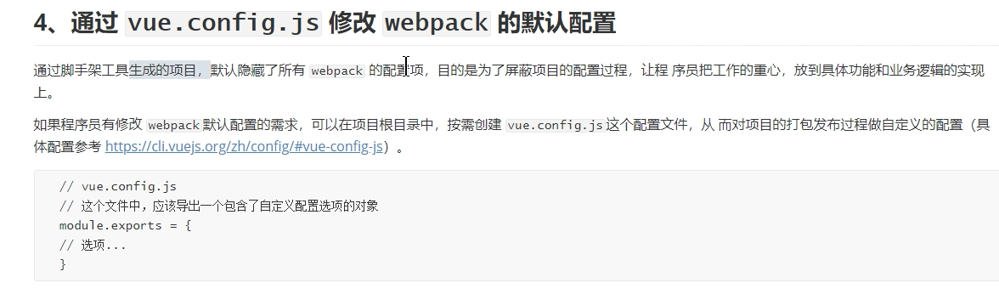 4、通过 vue.config.js 修改 webpack 的默认配置
通过脚手架工具生成的项目，默认隐藏了所有 webpack 的配置项，目的是为了屏蔽项目的配置过程，让程 序员把工作的重心，放到具体功能和业务逻辑的实现
上。
如果程序员有修改 webpack 默认配置的需求，可以在项目根目录中，按需创建 vue.config.js 这个配置文件，从 而对项目的打包发布过程做自定义的配置（具
体配置参考 https://cli.vuejs.org/zh/config/#vue-config-js）。
// vue.config.js
// 这个文件中，应该导出一个包含了自定义配置选项的对象
module.exports = {
// 选项...
}